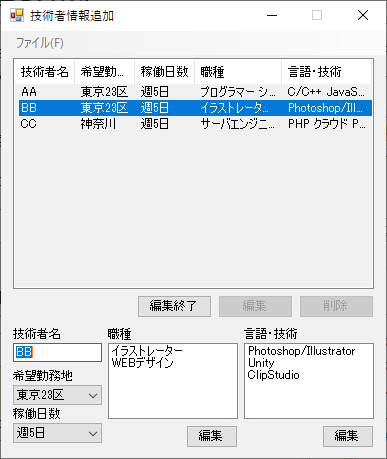 技術者情報追加
ファイル(F)
技術者名 希望勤... 稼働日数 職種 言語・技術
AA 東京23区 週5日 プログラマー シ... C/C++ JavaS...
BB 東京23区 週5日 イラストレータ... Photoshop/Ill...
CC 神奈川 週5日 サーバエンジニ... PHP クラウド P...
編集終了 編集 削除
技術者名 職種 言語・技術
BB イラストレーター Photoshop/Illustrator
WEBデザイン Unity
希望勤務地 ClipStudio
東京23区
稼働日数
週5日 編集 編集